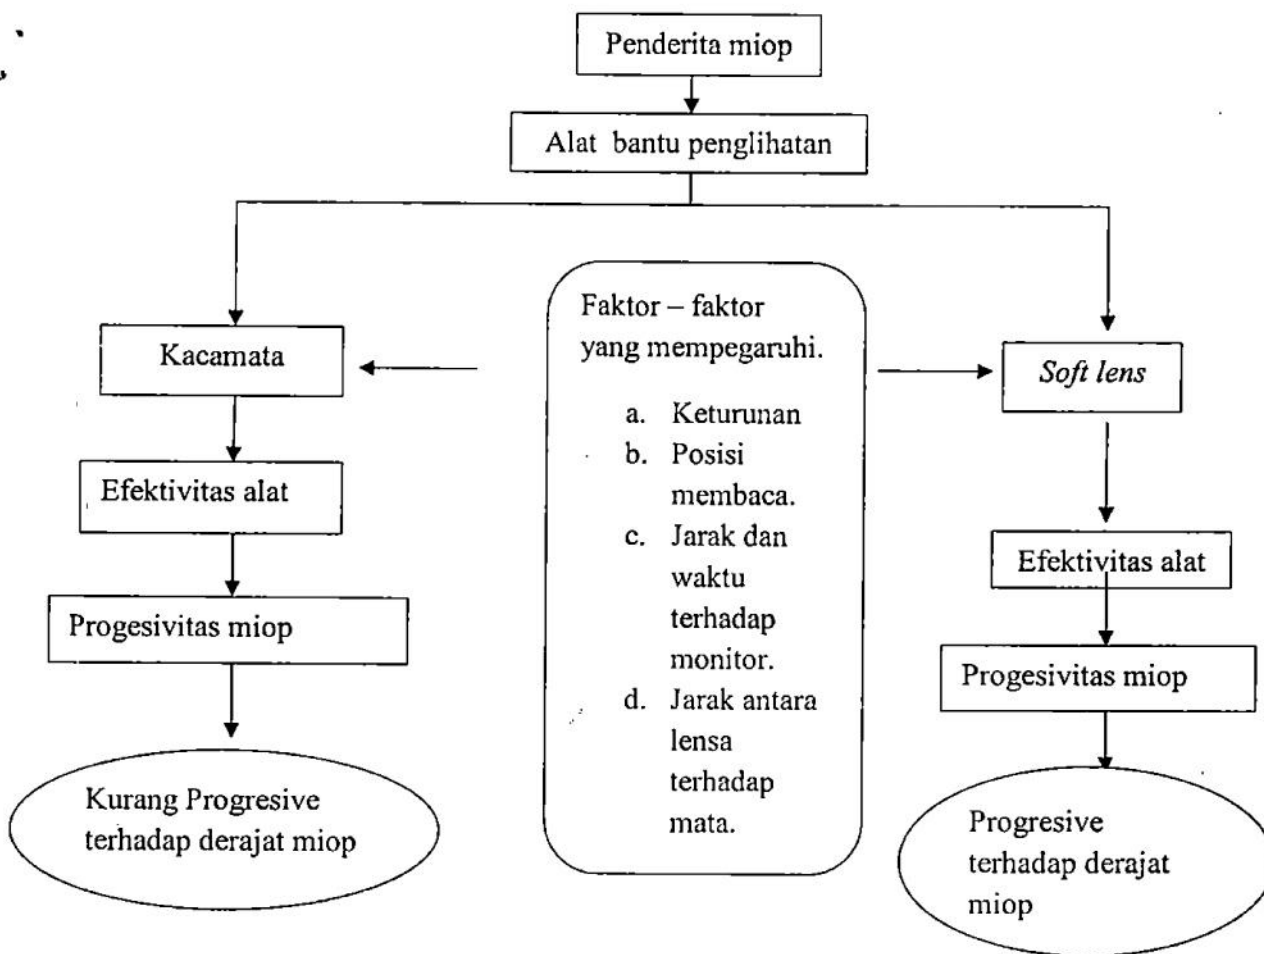 Penderita miop
Alat bantu penglihatan
Kacamata
Efektivitas alat
Progesivitas miop
Kurang Progresive
terhadap derajat miop
Faktor – faktor
yang mempegaruhi.
a. Keturunan
b. Posisi
membaca.
c. Jarak dan
waktu
terhadap
monitor.
d. Jarak antara
lensa
terhadap
mata.
Soft lens
Efektivitas alat
Progesivitas miop
Progresive
terhadap derajat
miop